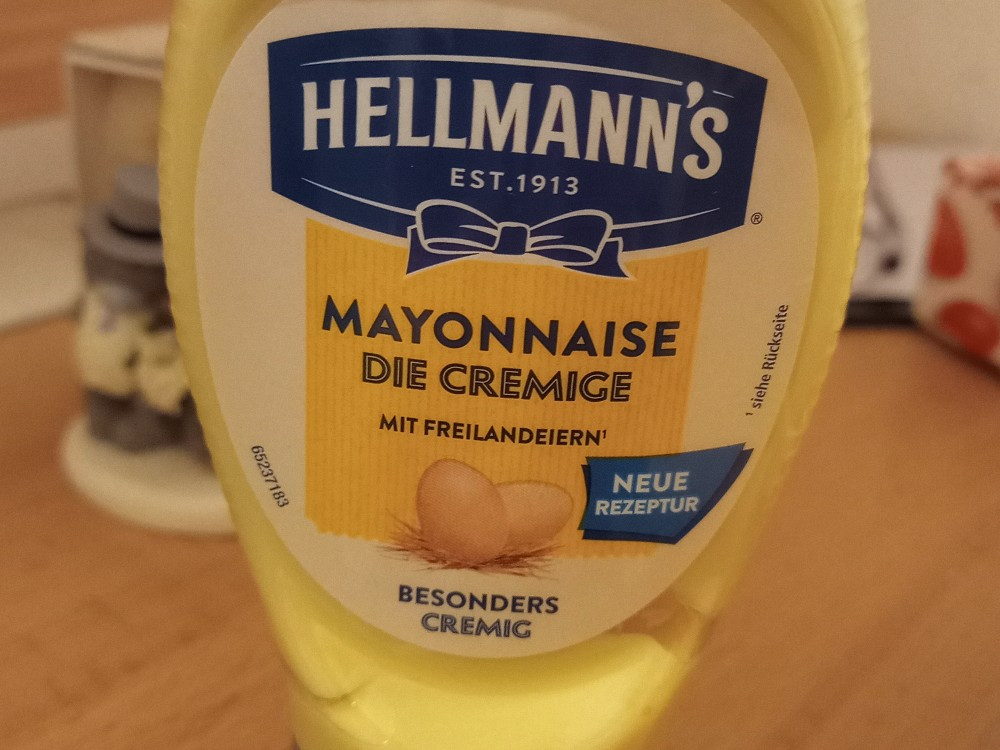 HELLMANN'S
EST.1913
®
MAYONNAISE
DIE CREMIGE
MIT FREILANDEIERN¹
¹ siehe Rückseite
NEUE
REZEPTUR
65237183
BESONDERS
CREMIG